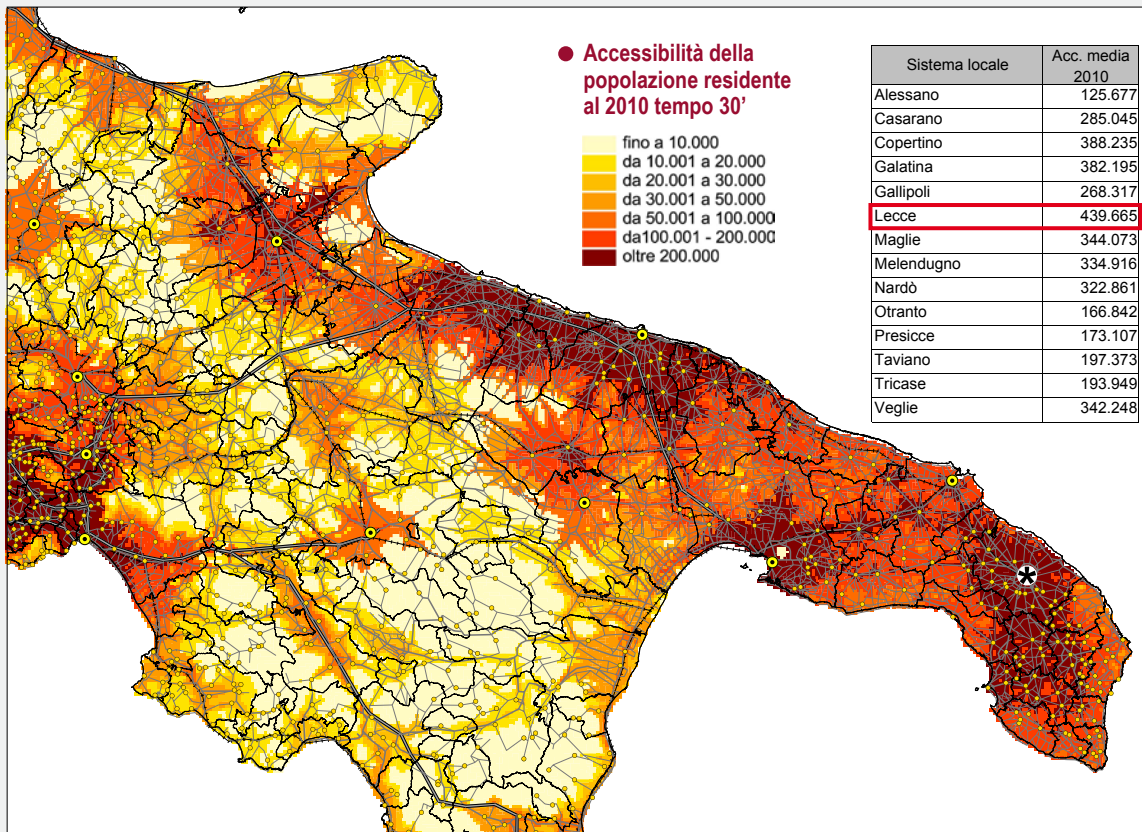 ● Accessibilità della
popolazione residente
al 2010 tempo 30’
fino a 10.000
da 10.001 a 20.000
da 20.001 a 30.000
da 30.001 a 50.000
da 50.001 a 100.000
da100.001 - 200.000
oltre 200.000
Sistema locale Acc. media 2010
Alessano 125.677
Casarano 285.045
Copertino 388.235
Galatina 382.195
Gallipoli 268.317
Lecce 439.665
Maglie 344.073
Melendugno 334.916
Nardò 322.861
Otranto 166.842
Presicce 173.107
Taviano 197.373
Tricase 193.949
Veglie 342.248